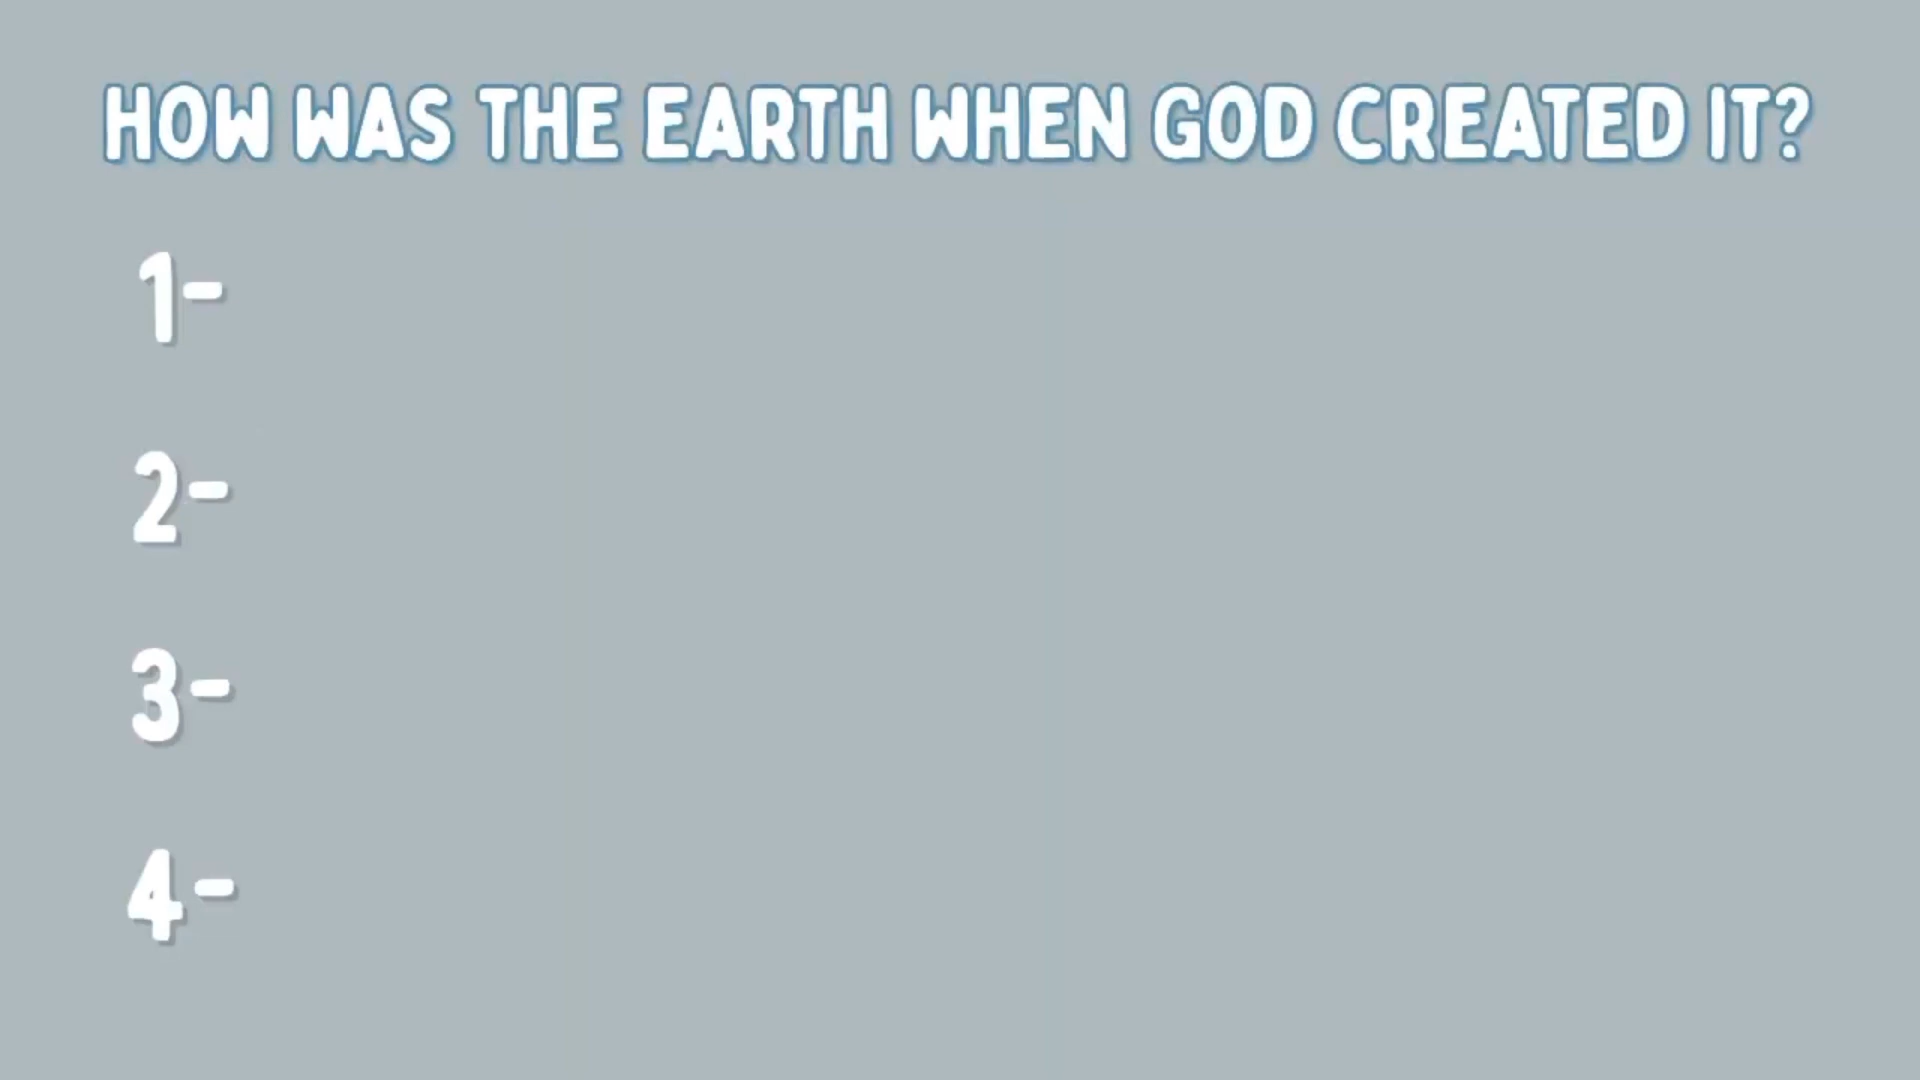 HOW WAS THE EARTH WHEN GOD CREATED IT?
1-
2-
3-
4-